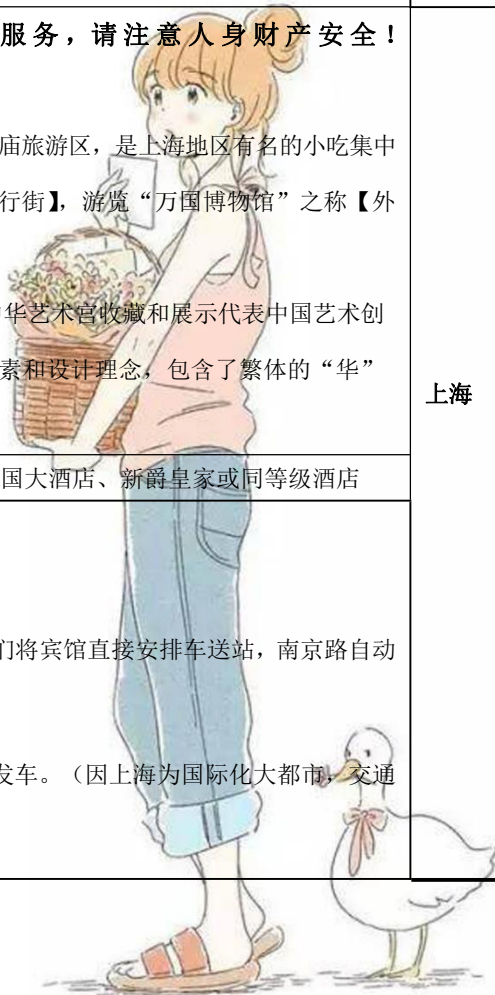 服务，请注意人身财产安全！
庙旅游区，是上海地区有名的小吃集中
行街】，游览“万国博物馆”之称【外
华艺术宫收藏和展示代表中国艺术创
素和设计理念，包含了繁体的“华”
上海
国大酒店、新爵皇家或同等级酒店
们将宾馆直接安排车送站，南京路自动
发车。（因上海为国际化大都市，交通